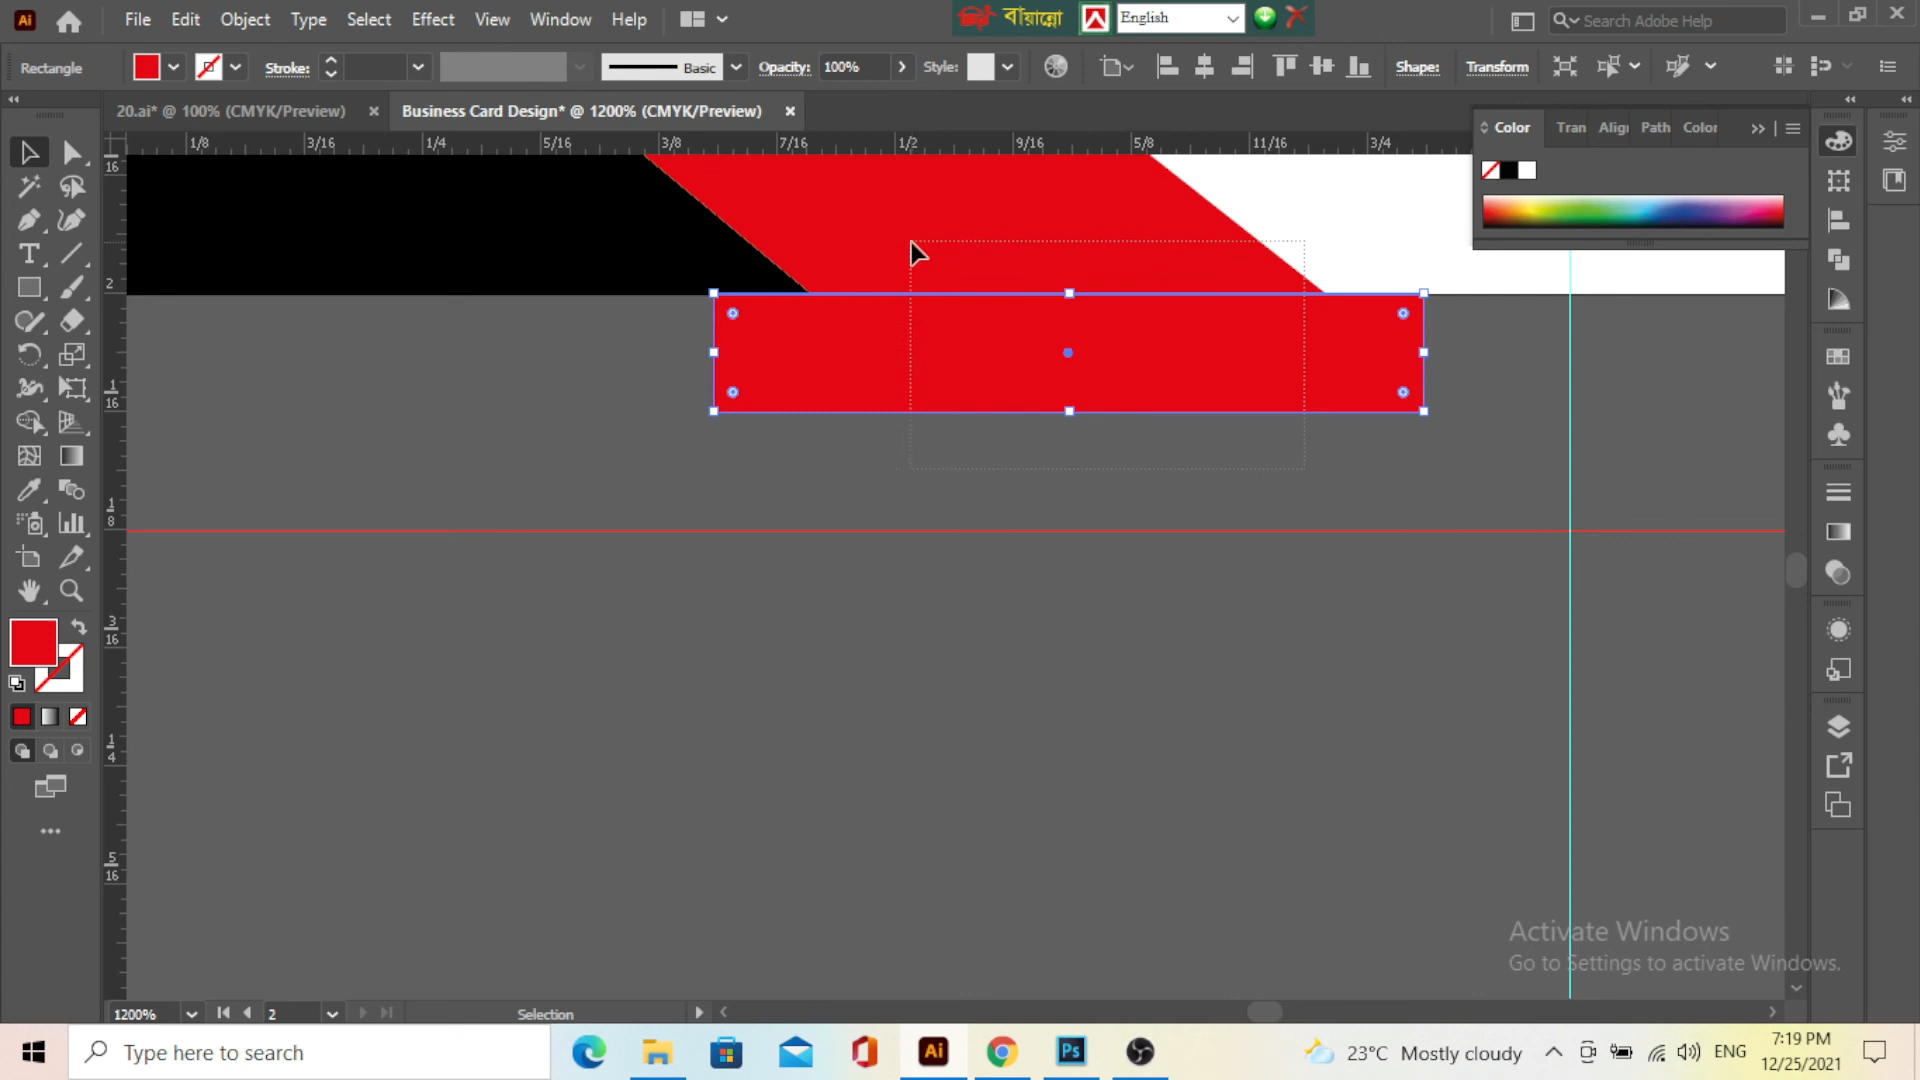 Ai File Edit Object Type Select Effect View Window Help
বায়ান্নো English
Search Adobe Help
Rectangle Stroke: Basic Opacity: 100% Style: Shape: Transform
20.ai* @ 100% (CMYK/Preview) × Business Card Design* @ 1200% (CMYK/Preview) ×
Color Tran Alig Path Color
1/8 3/16 1/4 5/16 3/8 7/16 1/2 9/16 5/8 11/16 3/4
16
2
1
16
1
8
3
16
1
4
5
16
Activate Windows
Go to Settings to activate Windows.
1200% 2 Selection
Type here to search
Ai Ps
23°C Mostly cloudy ENG
7:19 PM
12/25/2021